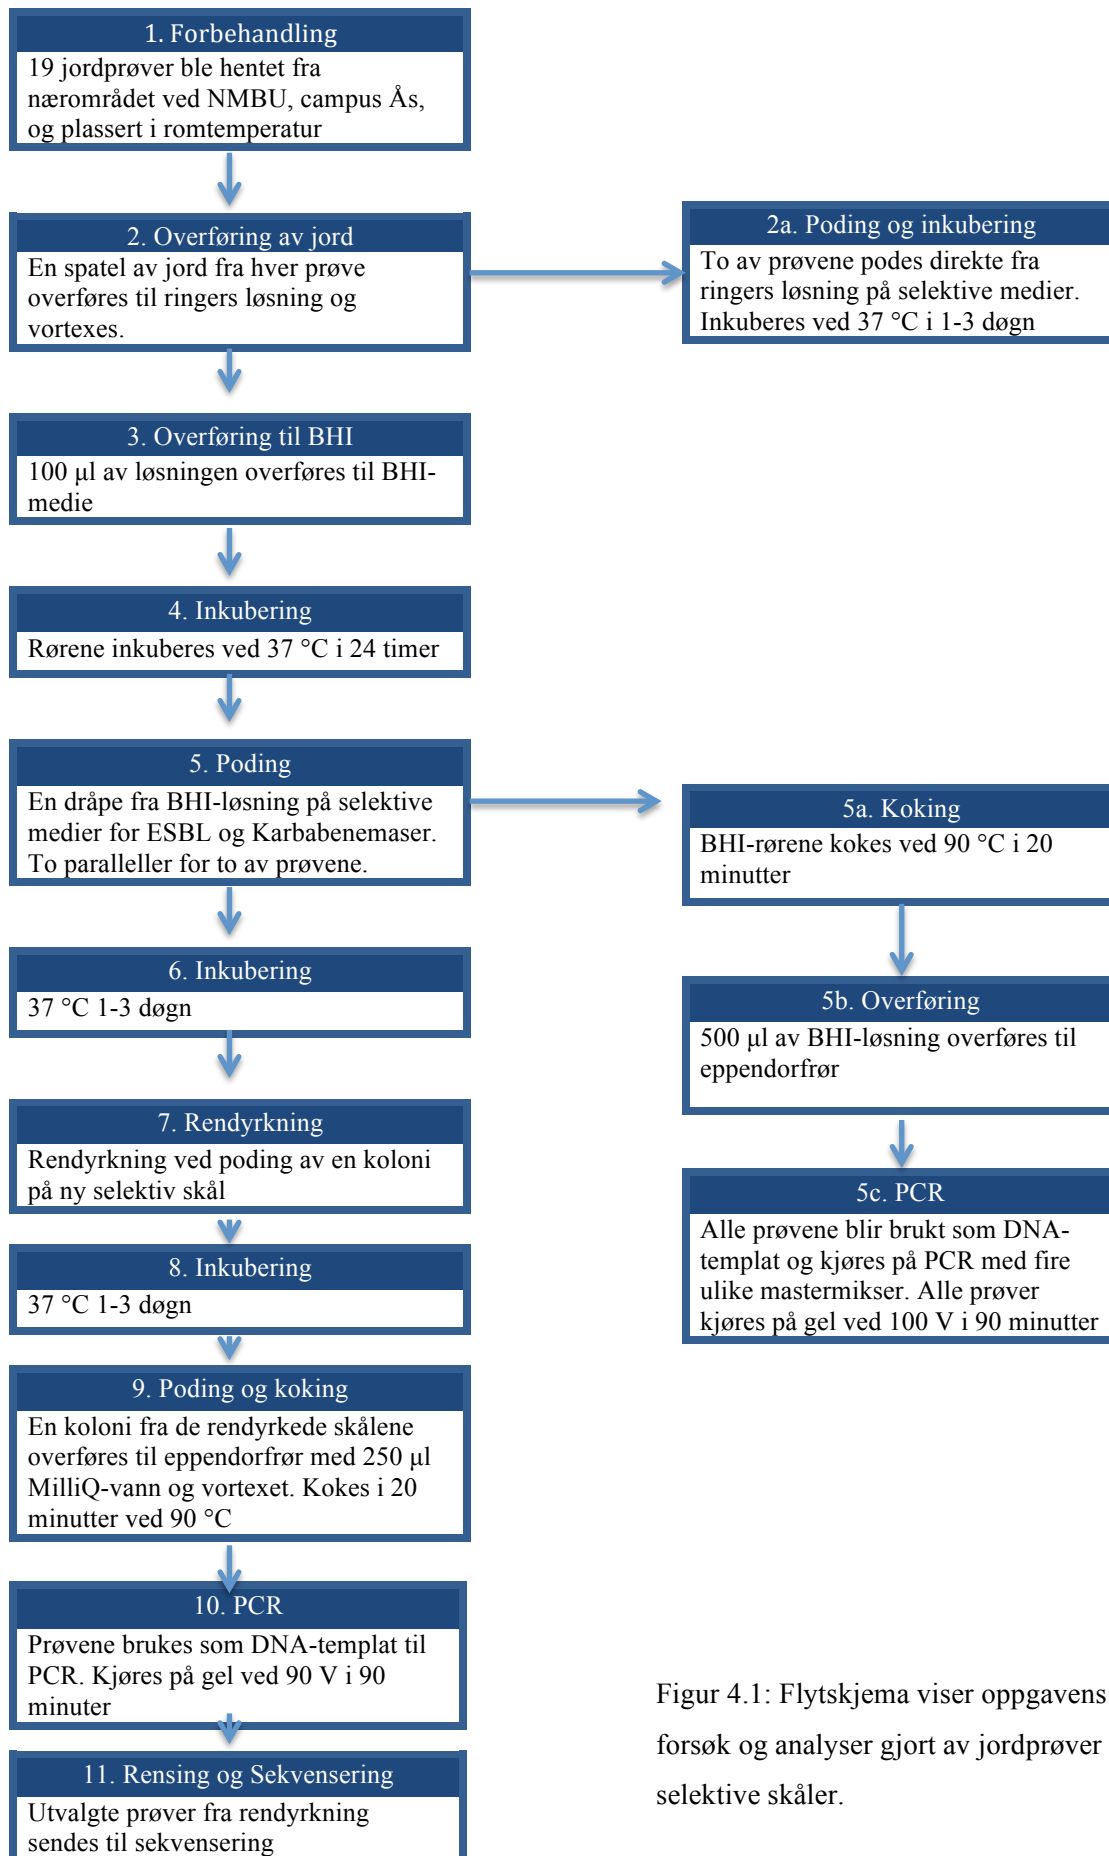 1. Forbehandling
19 jordprøver ble hentet fra
nærområdet ved NMBU, campus Ås,
og plassert i romtemperatur
2. Overføring av jord
En spatel av jord fra hver prøve
overføres til ringers løsning og
vortexes.
2a. Poding og inkubering
To av prøvene podes direkte fra
ringers løsning på selektive medier.
Inkuberes ved 37 °C i 1-3 døgn
3. Overføring til BHI
100 µl av løsningen overføres til BHI-
medie
4. Inkubering
Rørene inkuberes ved 37 °C i 24 timer
5. Poding
En dråpe fra BHI-løsning på selektive
medier for ESBL og Karbabenemaser.
To paralleller for to av prøvene.
5a. Koking
BHI-rørene kokes ved 90 °C i 20
minutter
6. Inkubering
37 °C 1-3 døgn
5b. Overføring
500 µl av BHI-løsning overføres til
eppendorfrør
7. Rendyrkning
Rendyrkning ved poding av en koloni
på ny selektiv skål
5c. PCR
Alle prøvene blir brukt som DNA-
templat og kjøres på PCR med fire
ulike mastermikser. Alle prøver
kjøres på gel ved 100 V i 90 minutter
8. Inkubering
37 °C 1-3 døgn
9. Poding og koking
En koloni fra de rendyrkede skålene
overføres til eppendorfrør med 250 µl
MilliQ-vann og vortexet. Kokes i 20
minutter ved 90 °C
10. PCR
Prøvene brukes som DNA-templat til
PCR. Kjøres på gel ved 90 V i 90
minuter
11. Rensing og Sekvensering
Utvalgte prøver fra rendyrkning
sendes til sekvensering
Figur 4.1: Flytskjema viser oppgavens
forsøk og analyser gjort av jordprøver
selektive skåler.